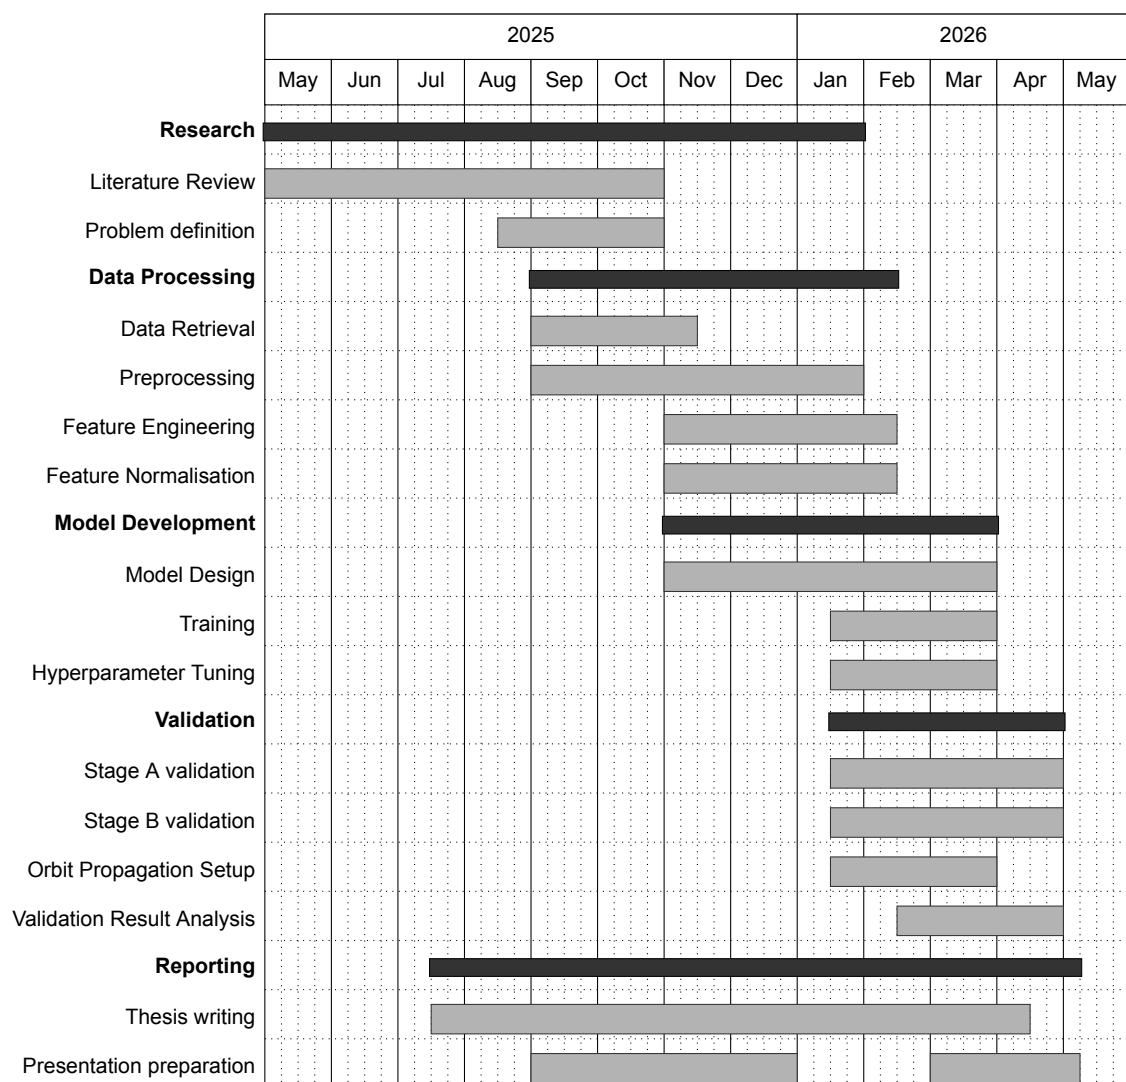 2025 2026
May Jun Jul Aug Sep Oct Nov Dec Jan Feb Mar Apr May
Research
Literature Review
Problem definition
Data Processing
Data Retrieval
Preprocessing
Feature Engineering
Feature Normalisation
Model Development
Model Design
Training
Hyperparameter Tuning
Validation
Stage A validation
Stage B validation
Orbit Propagation Setup
Validation Result Analysis
Reporting
Thesis writing
Presentation preparation